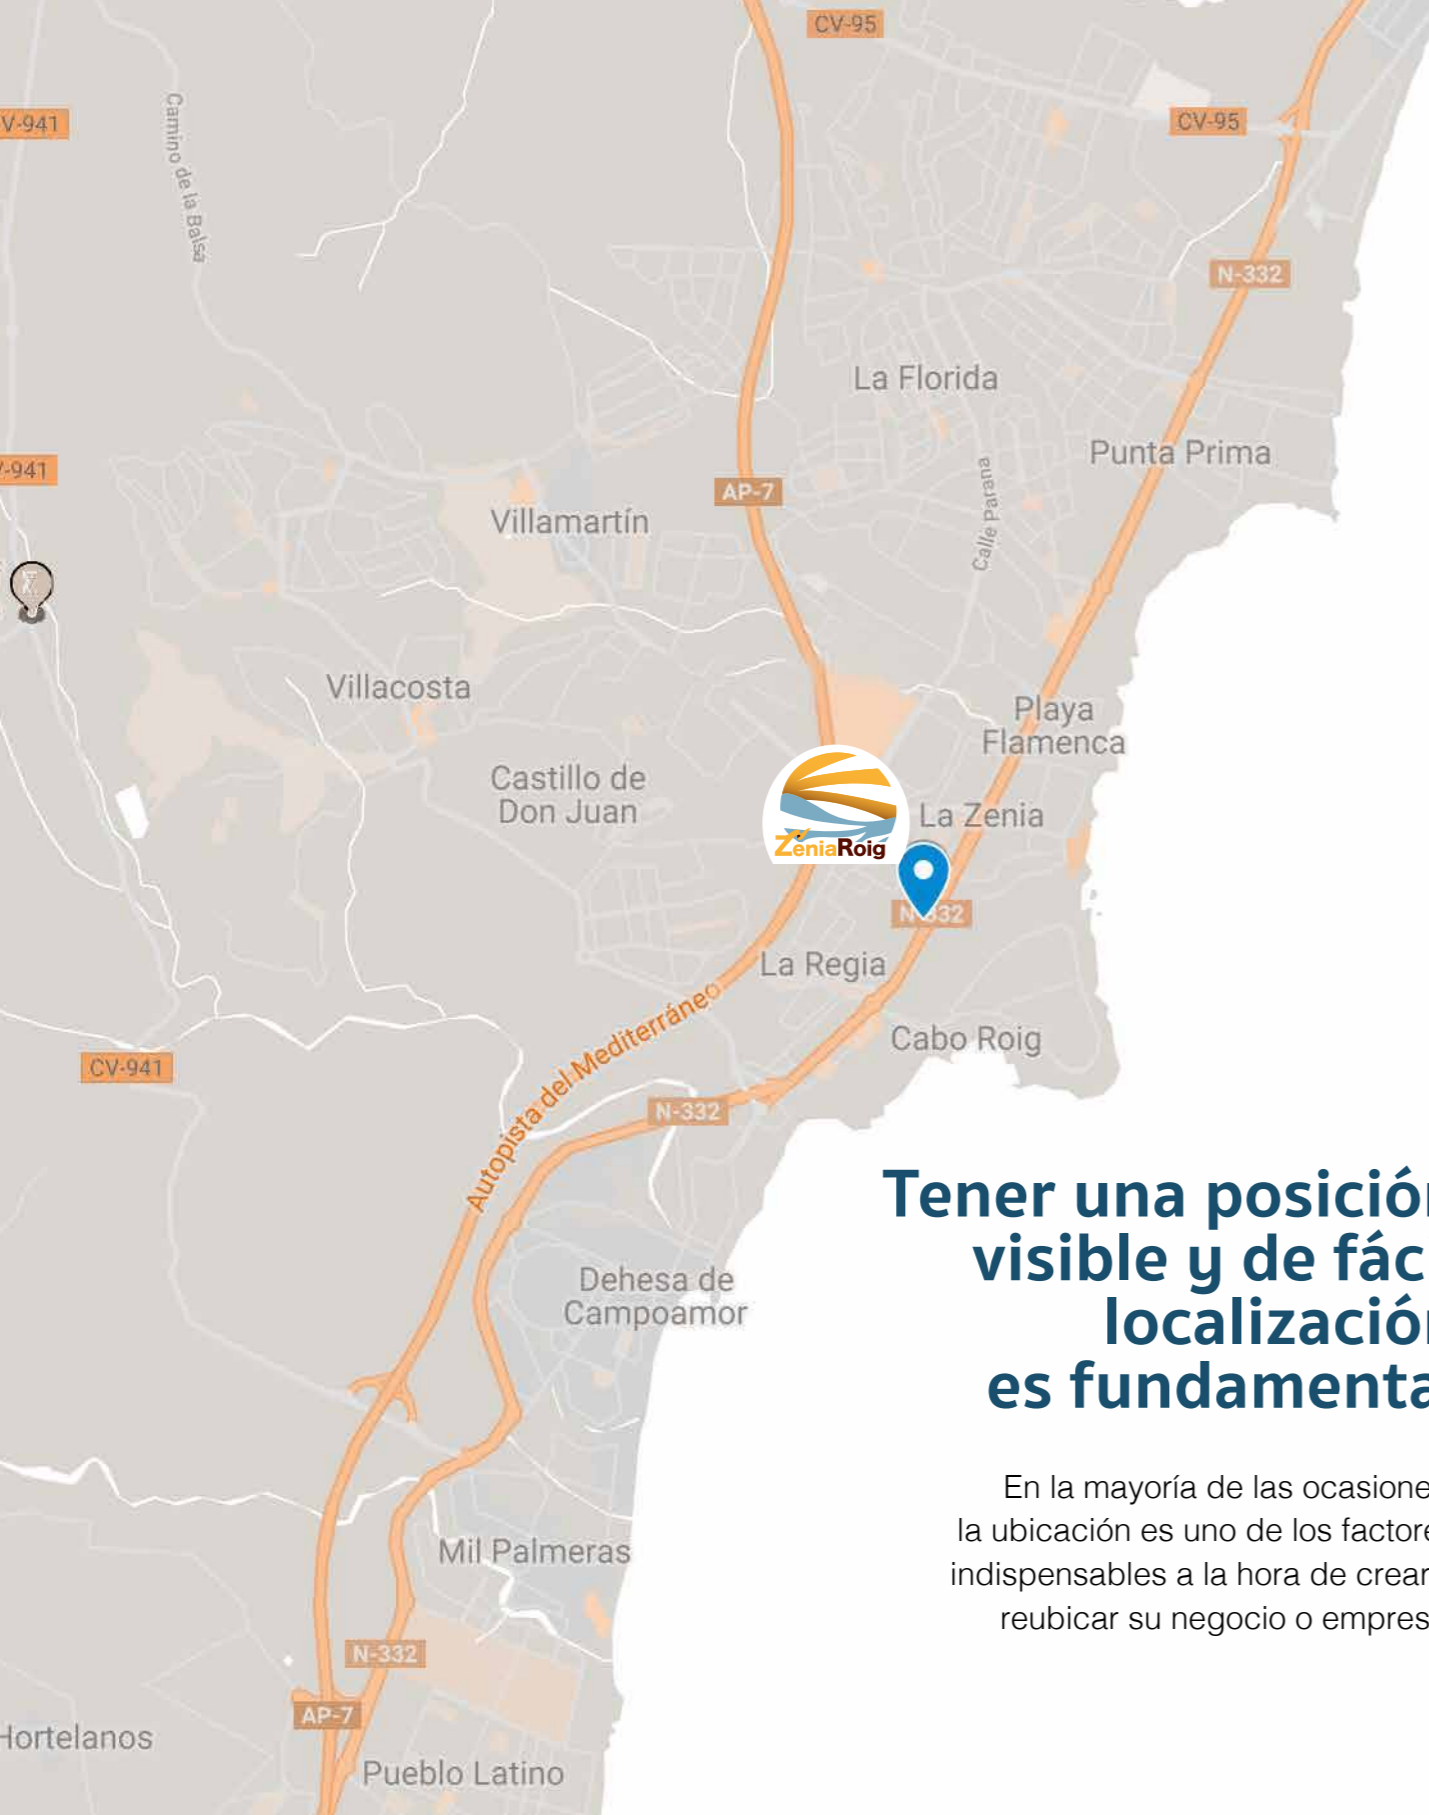 CV-95
V-941
Camino de la Balsa
CV-95
N-332
La Florida
Punta Prima
-941
AP-7
Calle Parana
Villamartín
Villacosta
Playa
Flamenca
Castillo de
Don Juan
La Zenia
ZeniaRoig
N-332
La Regia
Autopista del Mediterráneo
Cabo Roig
CV-941
N-332
Tener una posición
visible y de fác
localización
es fundamenta
Dehesa de
Campoamor
En la mayoría de las ocasione
la ubicación es uno de los factore
indispensables a la hora de crear
reubicar su negocio o empres
Mil Palmeras
N-332
AP-7
Hortelanos
Pueblo Latino